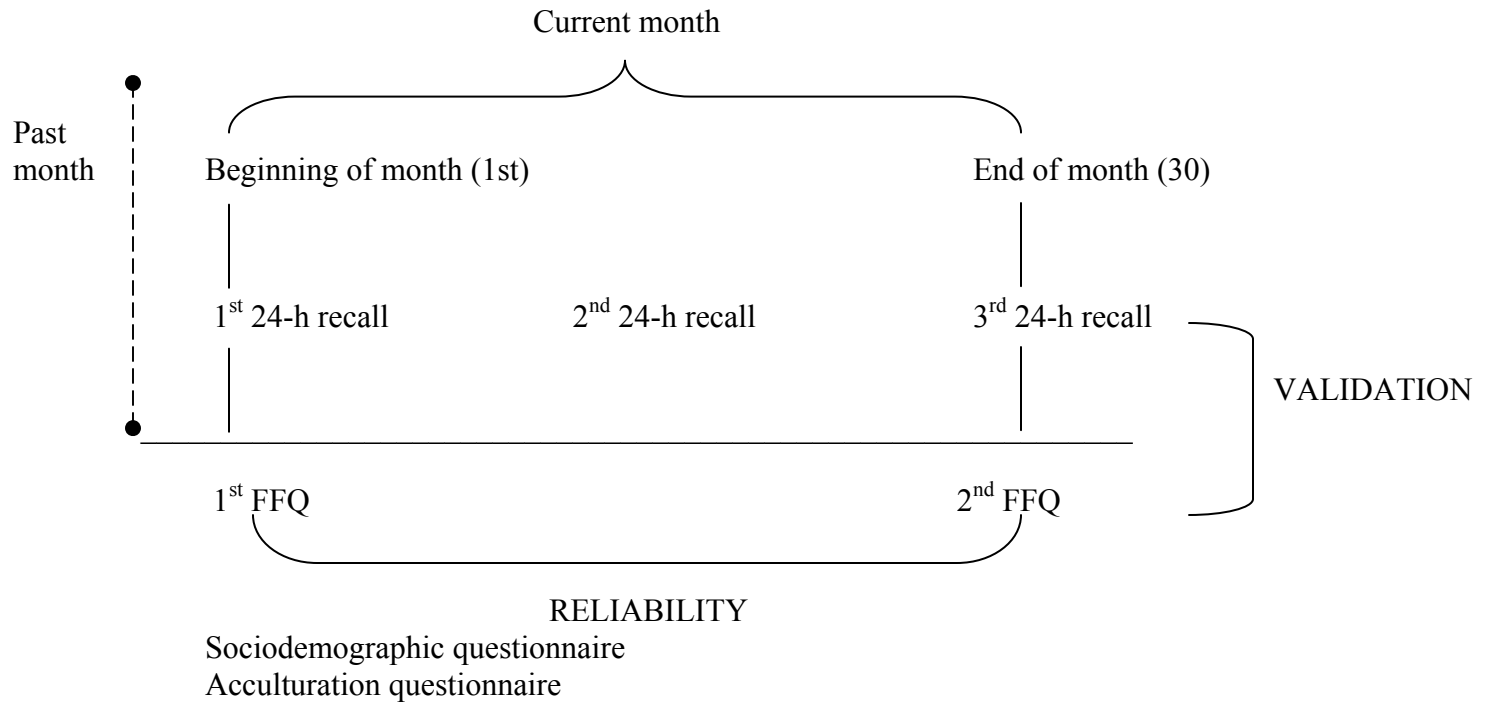 Current month
Past
month
Beginning of month (1st)
End of month (30)
1st 24-h recall
2nd 24-h recall
3rd 24-h recall
VALIDATION
1st FFQ
2nd FFQ
RELIABILITY
Sociodemographic questionnaire
Acculturation questionnaire